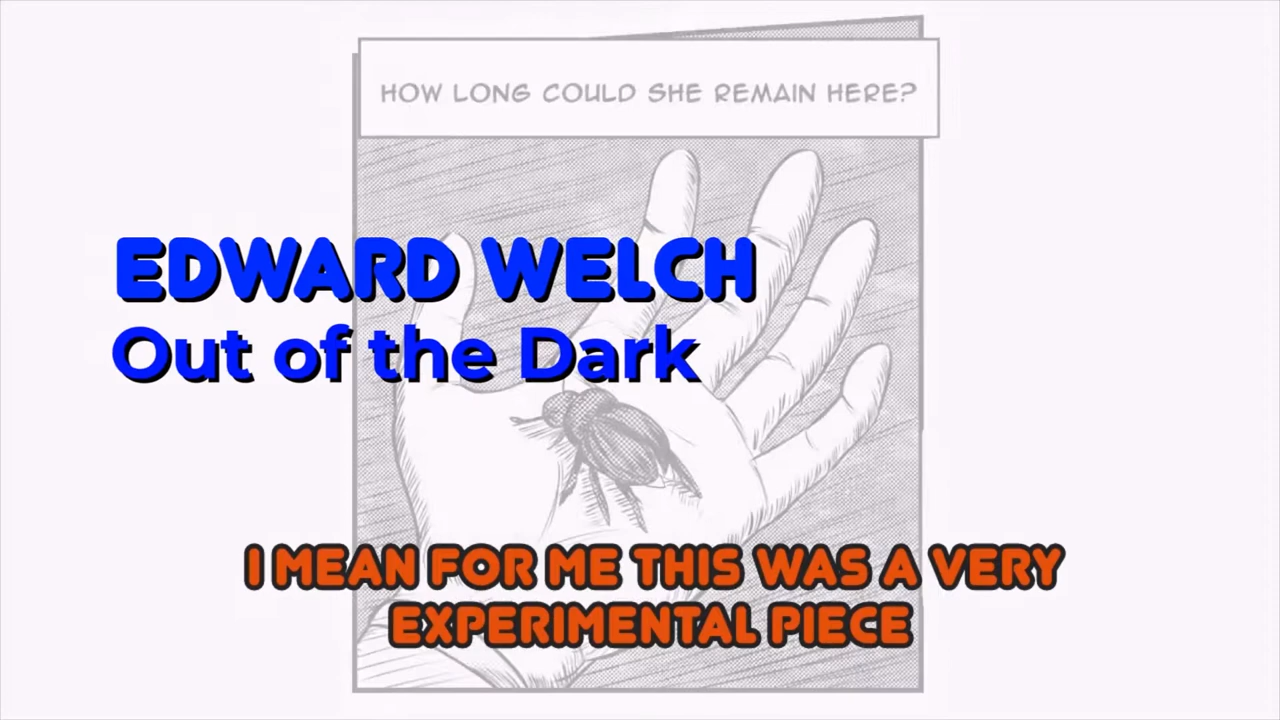 HOW LONG COULD SHE REMAIN HERE?
EDWARD WELCH
Out of the Dark
I MEAN FOR ME THIS WAS A VERY
EXPERIMENTAL PIECE